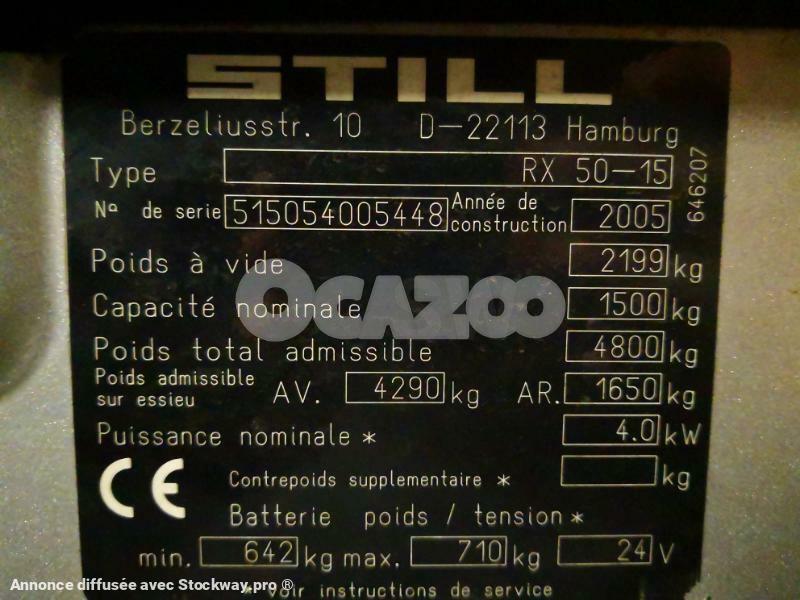 STILL
Berzeliusstr. 10 D-22113 Hamburg
Type RX 50-15
646207
Nº de serie 515054005448 Année de construction 2005
Poids à vide 2199 kg
OCAZOO
Capacité nominale 1500 kg
Poids total admissible 4800 kg
Poids admissible sur essieu AV. 4290 kg AR. 1650 kg
Puissance nominale * 4.0 kW
CE
Contrepoids supplementaire * kg
Batterie poids / tension *
min. 642 kg max. 710 kg 24 V
* voir instructions de service
Annonce diffusée avec Stockway.pro ®